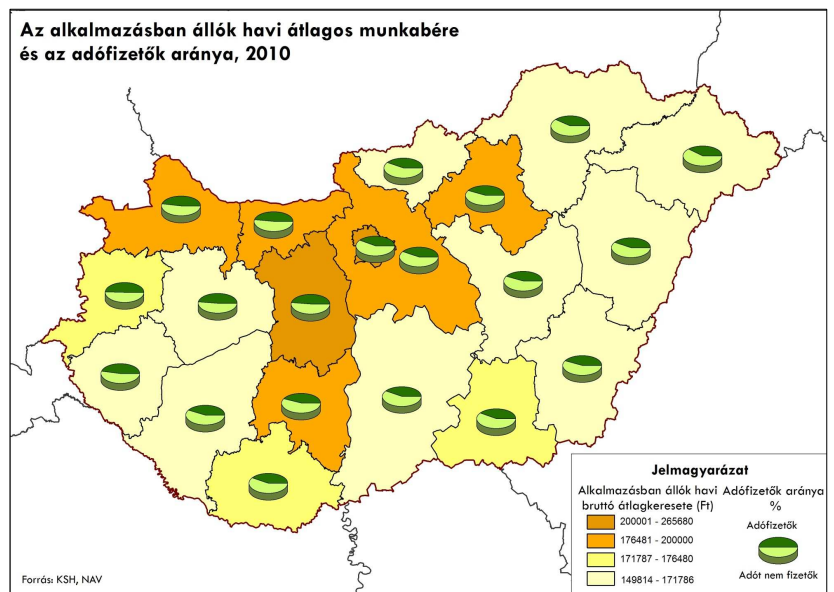 Az alkalmazásban állók havi átlagos munkabére
és az adófizetők aránya, 2010
Jelmagyarázat
Alkalmazásban állók havi
bruttó átlagkeresete (Ft)
200001 - 265680
176481 - 200000
171787 - 176480
149814 - 171786
Adófizetők aránya
%
Adófizetők
Adót nem fizetők
Forrás: KSH, NAV